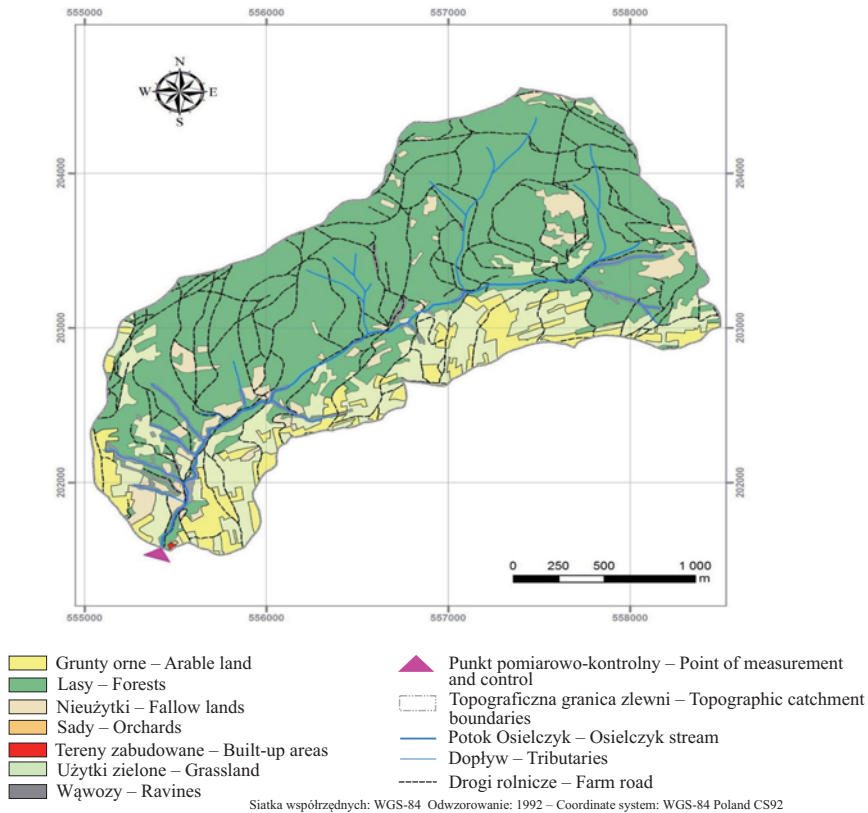 555000 556000 557000 558000
N
W E
S
204000 204000
203000 203000
202000 202000
0 250 500 1 000
m
555000 556000 557000 558000
Grunty orne – Arable land
Lasy – Forests
Nieużytki – Fallow lands
Sady – Orchards
Tereny zabudowane – Built-up areas
Użytki zielone – Grassland
Wąwozy – Ravines
Punkt pomiarowo-kontrolny – Point of measurement
and control
Topograficzna granica zlewni – Topographic catchment
boundaries
Potok Osielczyk – Osielczyk stream
Dopływ – Tributaries
Drogi rolnicze – Farm road
Siatka współrzędnych: WGS-84 Odwzorowanie: 1992 – Coordinate system: WGS-84 Poland CS92